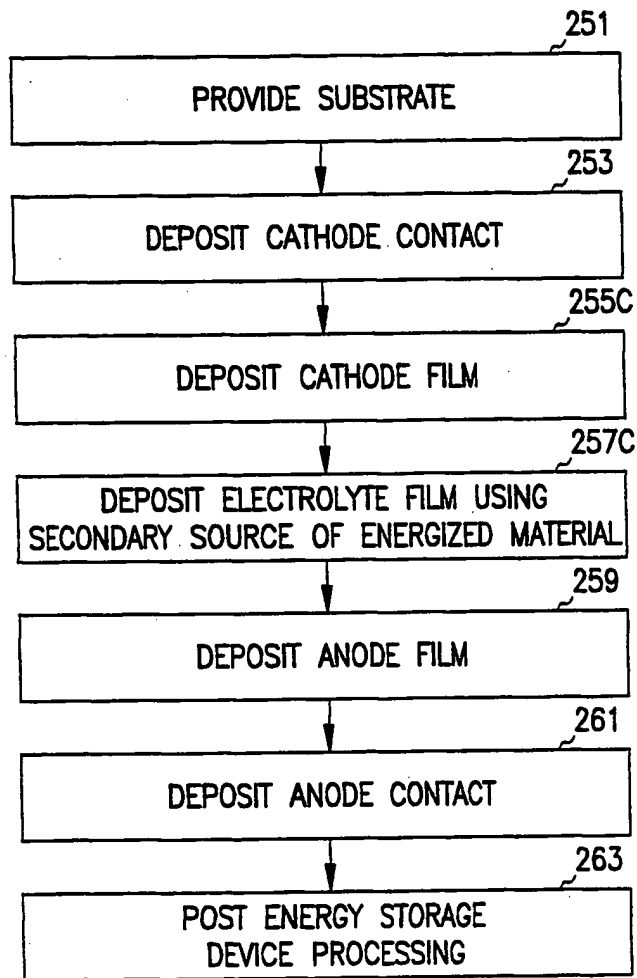 251
PROVIDE SUBSTRATE
253
DEPOSIT CATHODE CONTACT
255C
DEPOSIT CATHODE FILM
257C
DEPOSIT ELECTROLYTE FILM USING
SECONDARY SOURCE OF ENERGIZED MATERIAL
259
DEPOSIT ANODE FILM
261
DEPOSIT ANODE CONTACT
263
POST ENERGY STORAGE
DEVICE PROCESSING